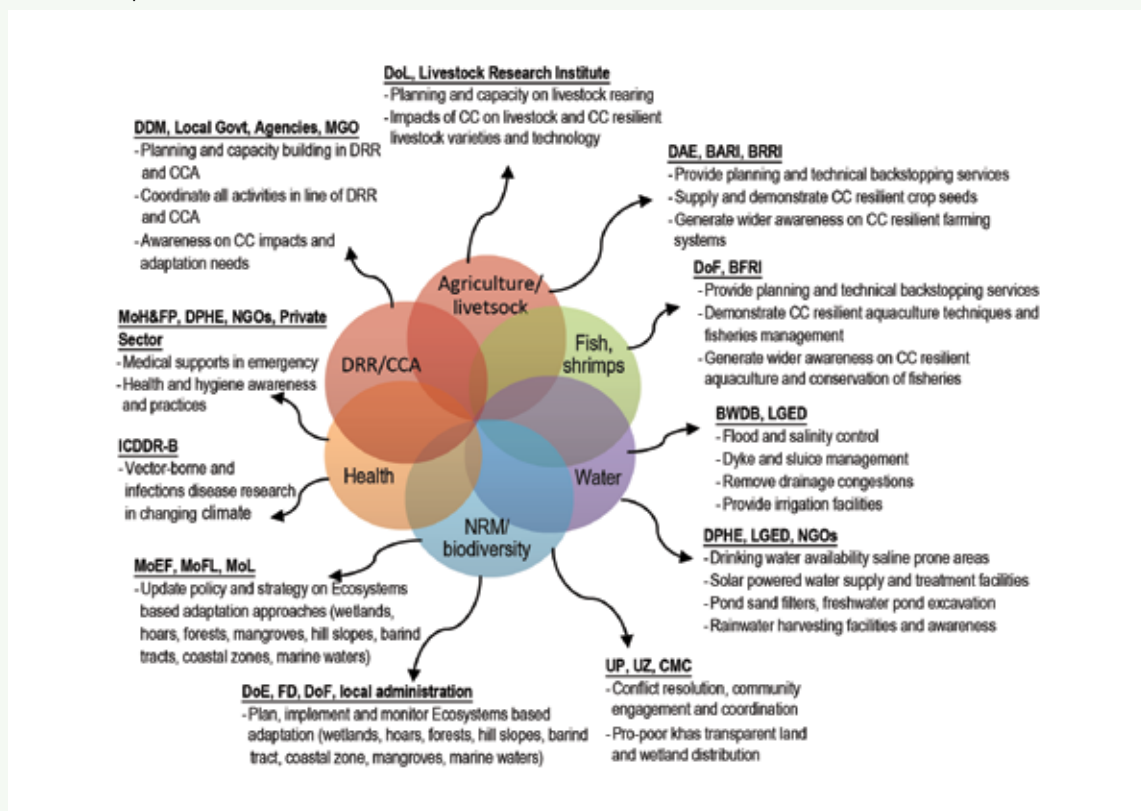 DoL, Livestock Research Institute
- Planning and capacity on livestock rearing
- Impacts of CC on livestock and CC resilient
livestock varieties and technology
DDM, Local Govt, Agencies, MGO
- Planning and capacity building in DRR
and CCA
- Coordinate all activities in line of DRR
and CCA
- Awareness on CC impacts and
adaptation needs
DAE, BARI, BRRI
- Provide planning and technical backstopping services
- Supply and demonstrate CC resilient crop seeds
- Generate wider awareness on CC resilient farming
systems
DoF, BFRI
- Provide planning and technical backstopping services
- Demonstrate CC resilient aquaculture techniques and
fisheries management
- Generate wider awareness on CC resilient
aquaculture and conservation of fisheries
MoH&FP, DPHE, NGOs, Private
Sector
- Medical supports in emergency
- Health and hygiene awareness
and practices
ICDDR-B
- Vector-borne and
infections disease research
in changing climate
Agriculture/
livetsock
Fish,
shrimps
DRR/CCA
Health
Water
NRM/
biodiversity
BWDB, LGED
- Flood and salinity control
- Dyke and sluice management
- Remove drainage congestions
- Provide irrigation facilities
DPHE, LGED, NGOs
- Drinking water availability saline prone areas
- Solar powered water supply and treatment facilities
- Pond sand filters, freshwater pond excavation
- Rainwater harvesting facilities and awareness
MoEF, MoFL, MoL
- Update policy and strategy on Ecosystems
based adaptation approaches (wetlands,
hoars, forests, mangroves, hill slopes, barind
tracts, coastal zones, marine waters)
DoE, FD, DoF, local administration
- Plan, implement and monitor Ecosystems based
adaptation (wetlands, hoars, forests, hill slopes, barind
tract, coastal zone, mangroves, marine waters)
UP, UZ, CMC
- Conflict resolution, community
engagement and coordination
- Pro-poor khas transparent land
and wetland distribution